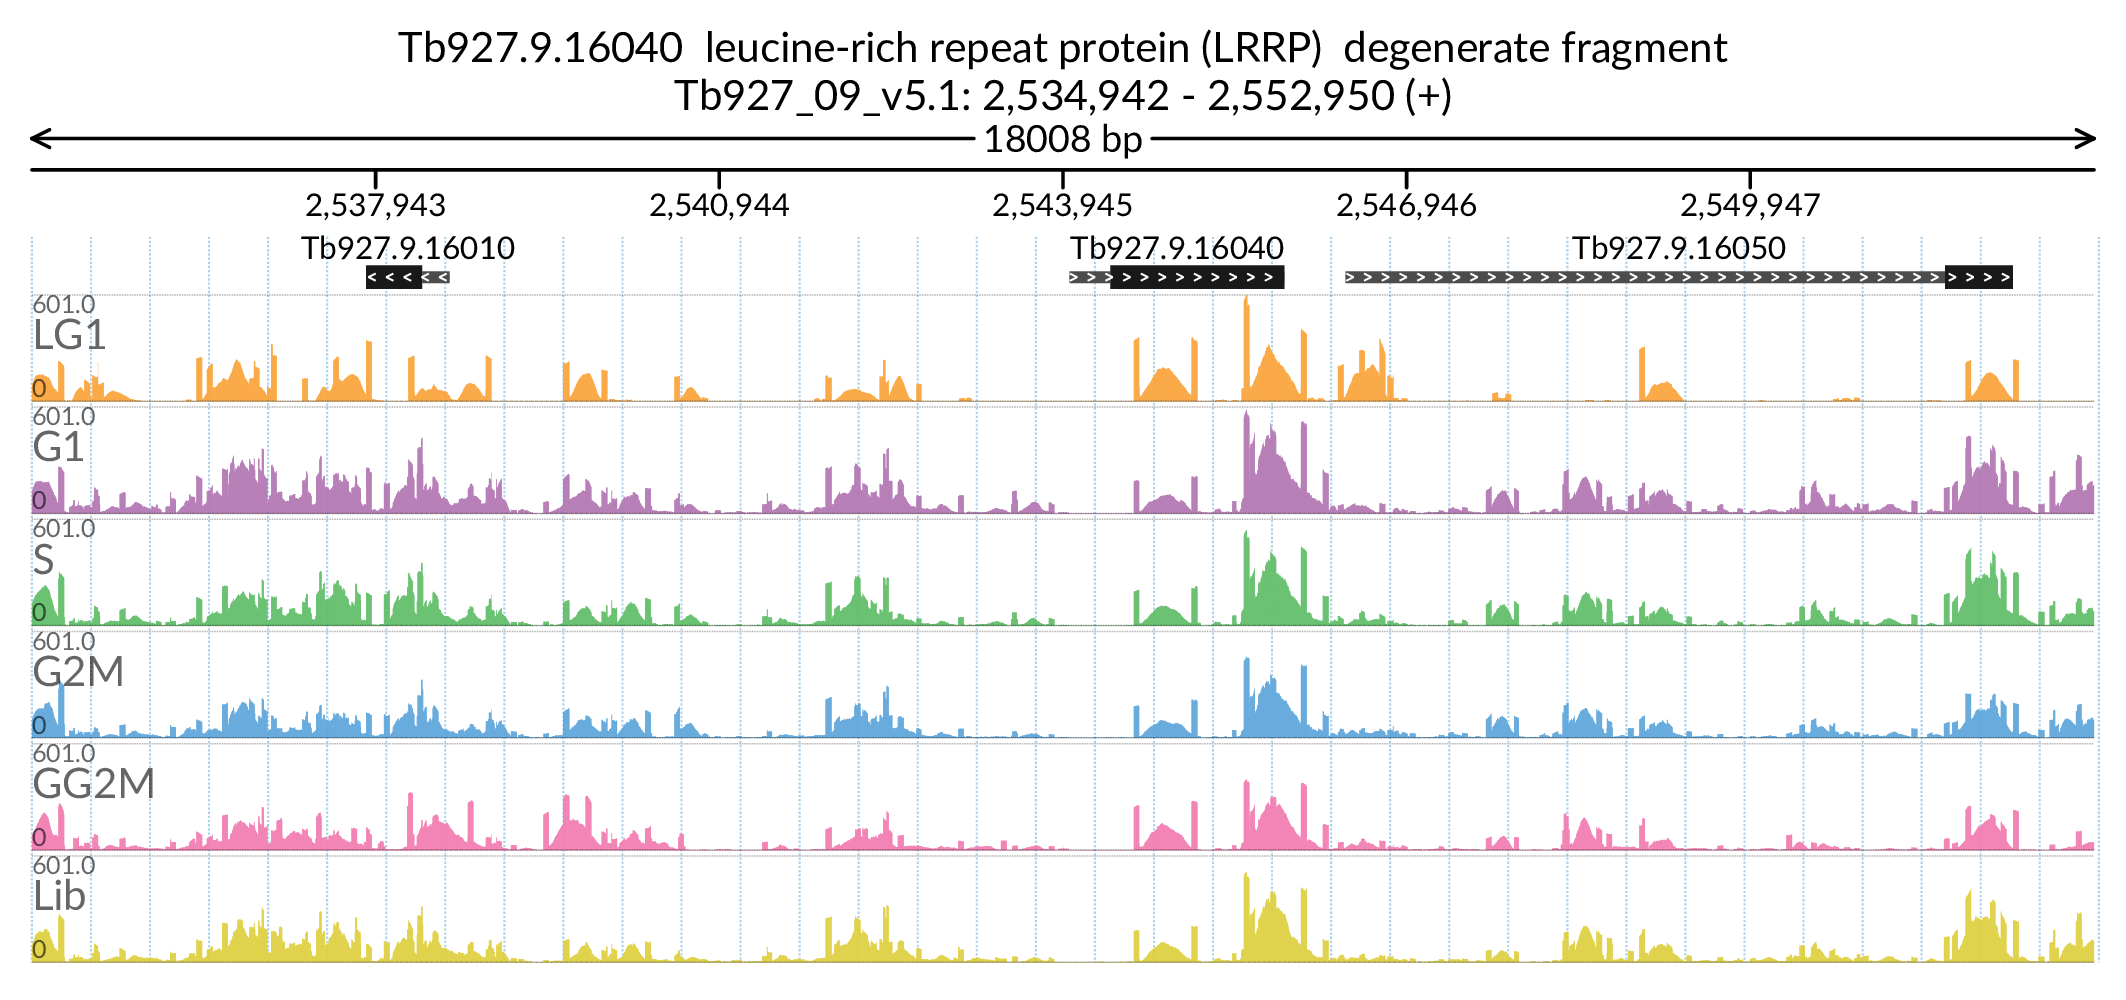 Tb927.9.16040  leucine-rich repeat protein (LRRP)  degenerate fragment
Tb927_09_v5.1: 2,534,942 - 2,552,950 (+)
18008 bp
2,537,943 2,540,944 2,543,945 2,546,946 2,549,947
Tb927.9.16010 Tb927.9.16040 Tb927.9.16050
601.0
LG1
0
601.0
G1
0
601.0
S
0
601.0
G2M
0
601.0
GG2M
0
601.0
Lib
0